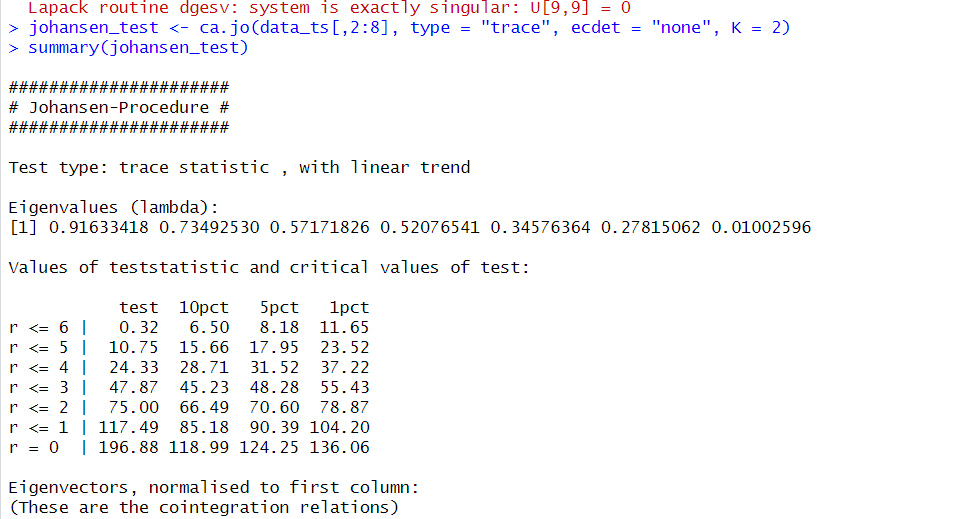 Lapack routine dgesv: system is exactly singular: U[9,9] = 0
> johansen_test <- ca.jo(data_ts[,2:8], type = "trace", ecdet = "none", K = 2)
> summary(johansen_test)
######################
# Johansen-Procedure #
######################
Test type: trace statistic , with linear trend
Eigenvalues (lambda):
[1] 0.91633418 0.73492530 0.57171826 0.52076541 0.34576364 0.27815062 0.01002596
Values of teststatistic and critical values of test:
test 10pct 5pct 1pct
r <= 6 | 0.32 6.50 8.18 11.65
r <= 5 | 10.75 15.66 17.95 23.52
r <= 4 | 24.33 28.71 31.52 37.22
r <= 3 | 47.87 45.23 48.28 55.43
r <= 2 | 75.00 66.49 70.60 78.87
r <= 1 | 117.49 85.18 90.39 104.20
r = 0 | 196.88 118.99 124.25 136.06
Eigenvectors, normalised to first column:
(These are the cointegration relations)